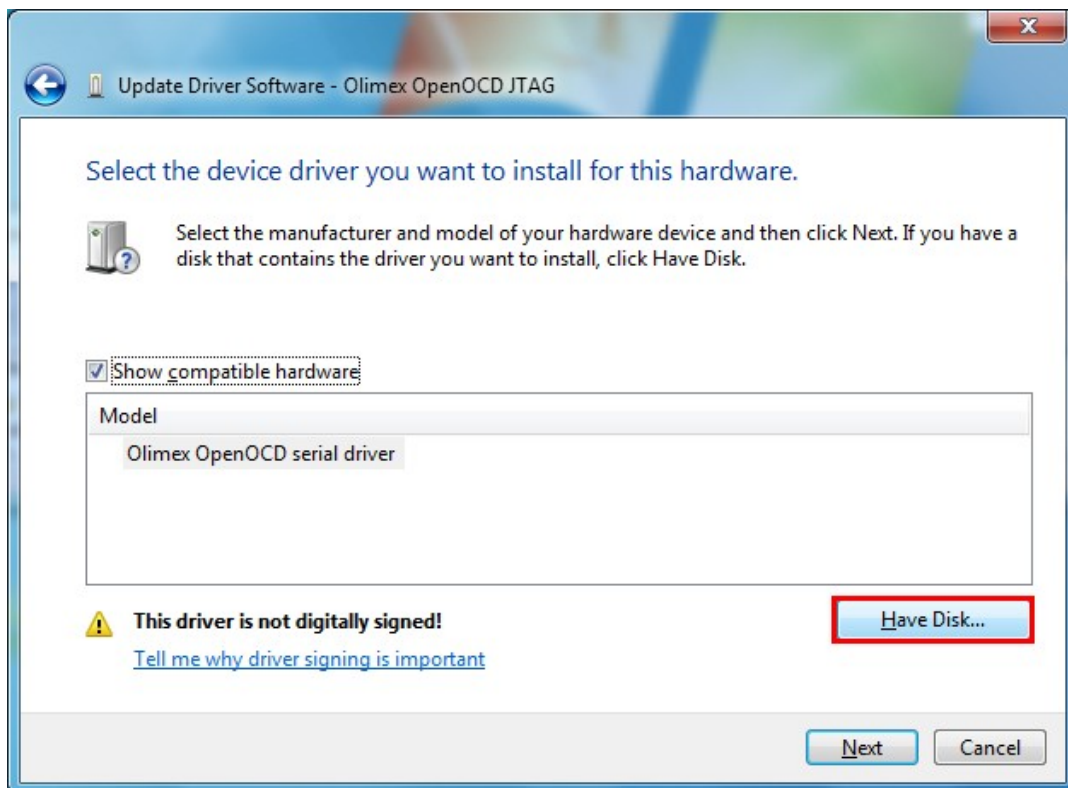 Update Driver Software - Olimex OpenOCD JTAG
Select the device driver you want to install for this hardware.
Select the manufacturer and model of your hardware device and then click Next. If you have a
disk that contains the driver you want to install, click Have Disk.
Show compatible hardware
Model
Olimex OpenOCD serial driver
This driver is not digitally signed!
Have Disk...
Tell me why driver signing is important
Next
Cancel